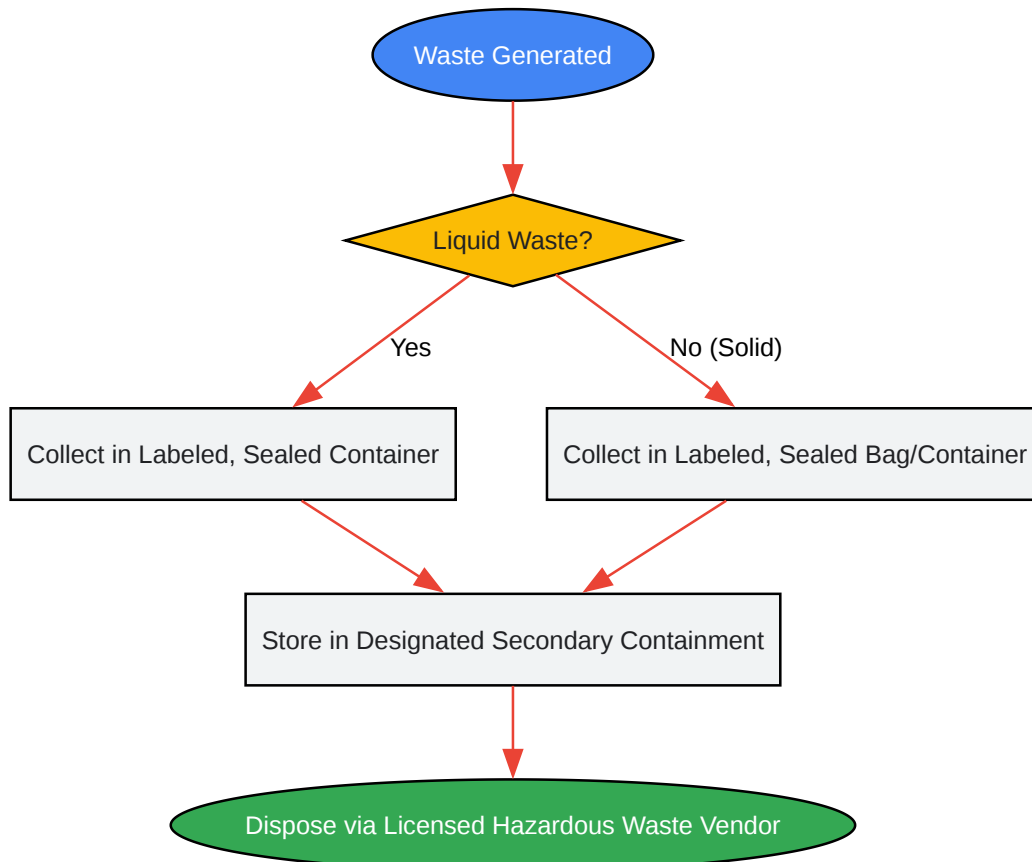 Waste Generated
Liquid Waste?
Yes
No (Solid)
Collect in Labeled, Sealed Container
Collect in Labeled, Sealed Bag/Container
Store in Designated Secondary Containment
Dispose via Licensed Hazardous Waste Vendor